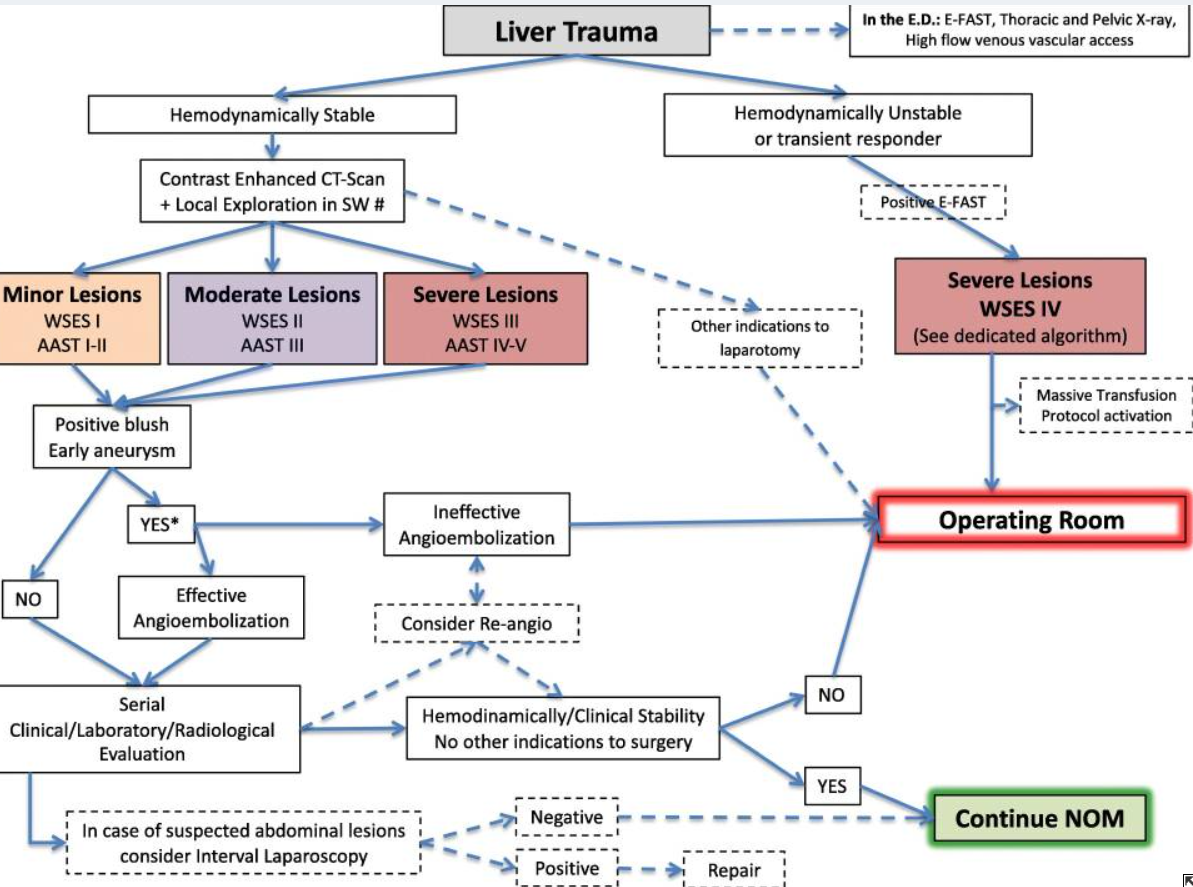 Liver Trauma
In the E.D.: E-FAST, Thoracic and Pelvic X-ray,
High flow venous vascular access
Hemodynamically Stable
Hemodynamically Unstable
or transient responder
Contrast Enhanced CT-Scan
+ Local Exploration in SW #
Positive E-FAST
Minor Lesions
WSES I
AAST I-II
Moderate Lesions
WSES II
AAST III
Severe Lesions
WSES III
AAST IV-V
Other indications to
laparotomy
Severe Lesions
WSES IV
(See dedicated algorithm)
Massive Transfusion
Protocol activation
Positive blush
Early aneurysm
YES*
Ineffective
Angioembolization
Operating Room
NO
Effective
Angioembolization
Consider Re-angio
Serial
Clinical/Laboratory/Radiological
Evaluation
Hemodinamically/Clinical Stability
No other indications to surgery
NO
YES
In case of suspected abdominal lesions
consider Interval Laparoscopy
Negative
Continue NOM
Positive
Repair